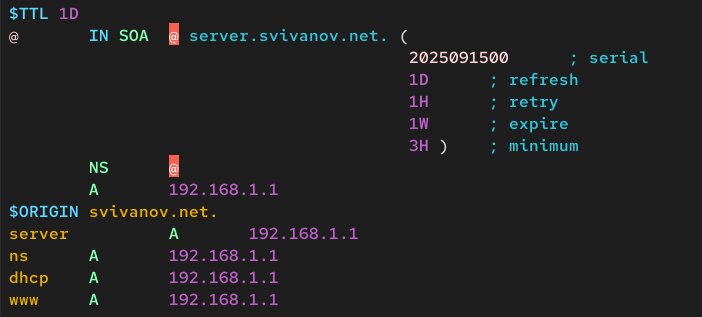 $TTL 1D
@ IN SOA @ server.svivanov.net. (
2025091500 ; serial
1D ; refresh
1H ; retry
1W ; expire
3H ) ; minimum
NS @
A 192.168.1.1
$ORIGIN svivanov.net.
server A 192.168.1.1
ns A 192.168.1.1
dhcp A 192.168.1.1
www A 192.168.1.1